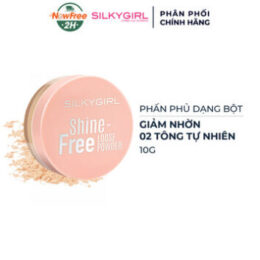 NowFree 2H
SILKYGIRL
PHÂN PHỐI
CHÍNH HÃNG
SILKYGIRL
Shine-
Free
LOOSE
POWDER
PHẤN PHỦ DẠNG BỘT
GIẢM NHỜN
02 TÔNG TỰ NHIÊN
10G